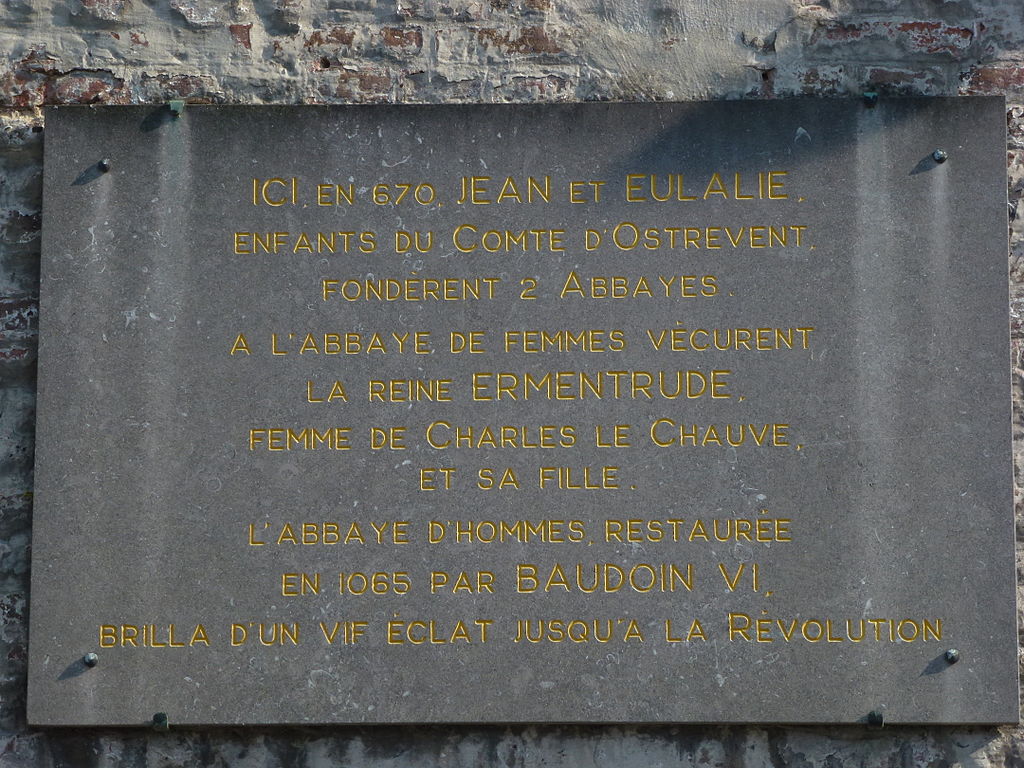 ICI, EN 670, JEAN ET EULALIE,
ENFANTS DU COMTE D'OSTREVENT,
FONDÈRENT 2 ABBAYES.
A L'ABBAYE DE FEMMES VÉCURENT
LA REINE ERMENTRUDE,
FEMME DE CHARLES LE CHAUVE,
ET SA FILLE.
L'ABBAYE D'HOMMES, RESTAURÉE
EN 1065 PAR BAUDOIN VI,
BRILLA D'UN VIF ÉCLAT JUSQU'A LA RÉVOLUTION